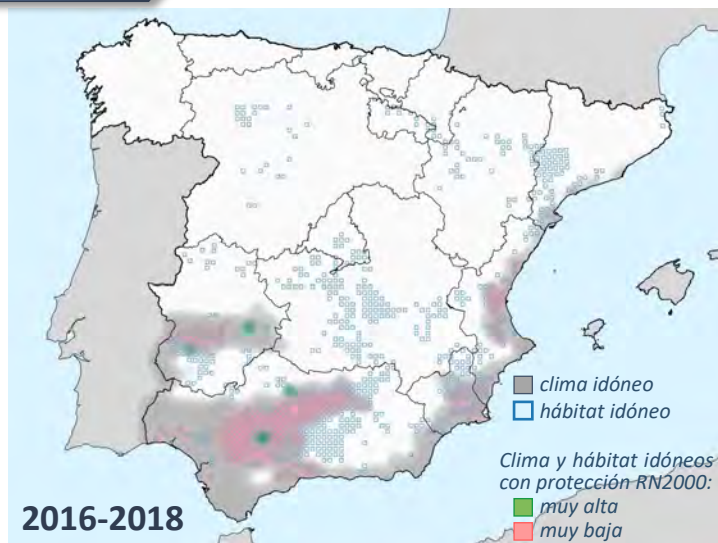 clima idóneo
hábitat idóneo
Clima y hábitat idóneos
con protección RN2000:
muy alta
muy baja
2016-2018